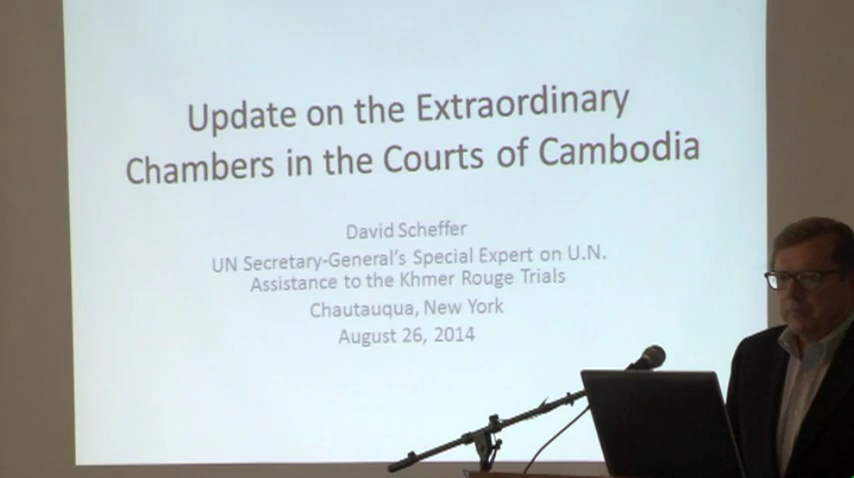 Update on the Extraordinary
Chambers in the Courts of Cambodia
David Scheffer
UN Secretary-General's Special Expert on U.N.
Assistance to the Khmer Rouge Trials
Chautauqua, New York
August 26, 2014